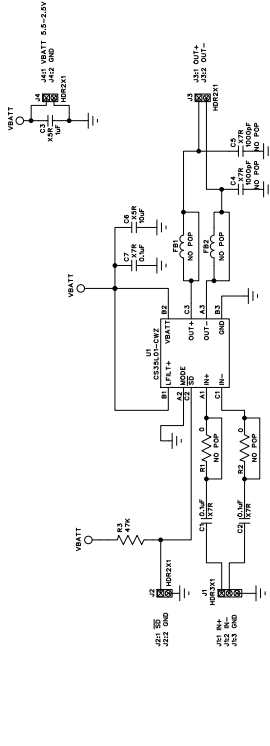 VBATT
J4
J4:1 VBATT 5.5-2.5V
J4:2 GND
HDR2X1
C3
X5R
1uF
VBATT
C6
X5R
10uF
C7
X7R
0.1uF
J3
J3:1 OUT+
J3:2 OUT-
HDR2X1
FB1
NO POP
FB2
NO POP
C5
X7R
1000pF
NO POP
C4
X7R
1000pF
NO POP
U1
CS35L01-CWZ
B2
VBATT
C3
OUT+
A3
OUT-
B3
GND
B1
LFILT+
A2
MODE
C2
SD
A1
IN+
C1
IN-
VBATT
R3
47K
J2
HDR2X1
J2:1 SD
J2:2 GND
J1
HDR3X1
J1:1 IN+
J1:2 IN-
J1:3 GND
C1
0.1uF
X7R
C2
0.1uF
X7R
R1
0
NO POP
R2
0
NO POP